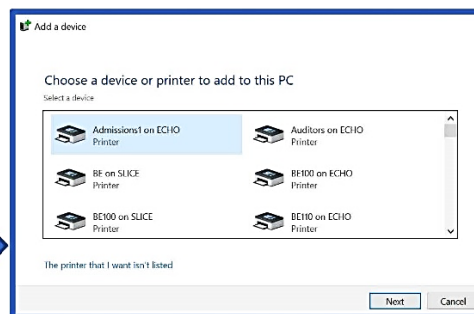 Add a device
Choose a device or printer to add to this PC
Select a device
Admissions1 on ECHO
Printer
Auditors on ECHO
Printer
BE on SLICE
Printer
BE100 on ECHO
Printer
BE100 on SLICE
Printer
BE110 on ECHO
Printer
The printer that I want isn't listed
Next
Cancel